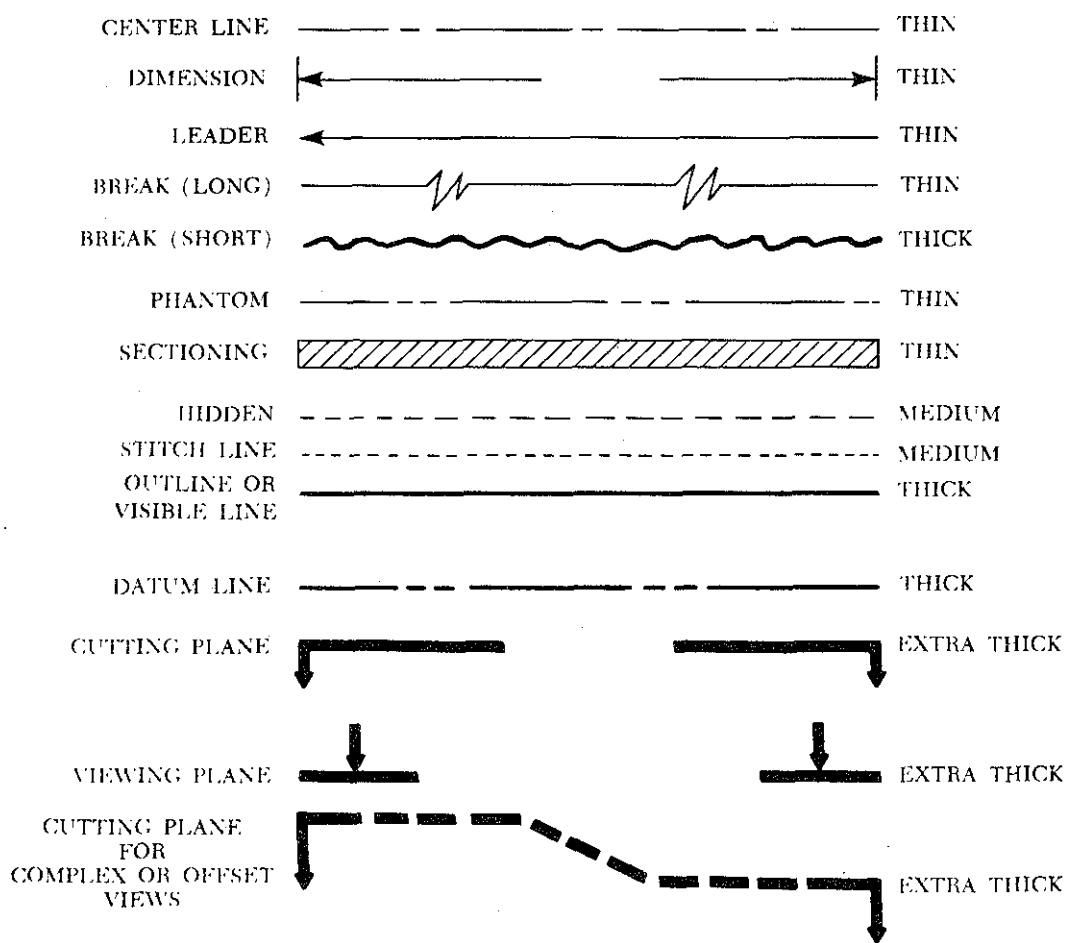 CENTER LINE THIN
DIMENSION THIN
LEADER THIN
BREAK (LONG) THIN
BREAK (SHORT) THICK
PHANTOM THIN
SECTIONING THIN
HIDDEN MEDIUM
STITCH LINE MEDIUM
OUTLINE OR THICK
VISIBLE LINE
DATUM LINE THICK
CUTTING PLANE EXTRA THICK
VIEWING PLANE EXTRA THICK
CUTTING PLANE
FOR
COMPLEX OR OFFSET EXTRA THICK
VIEWS